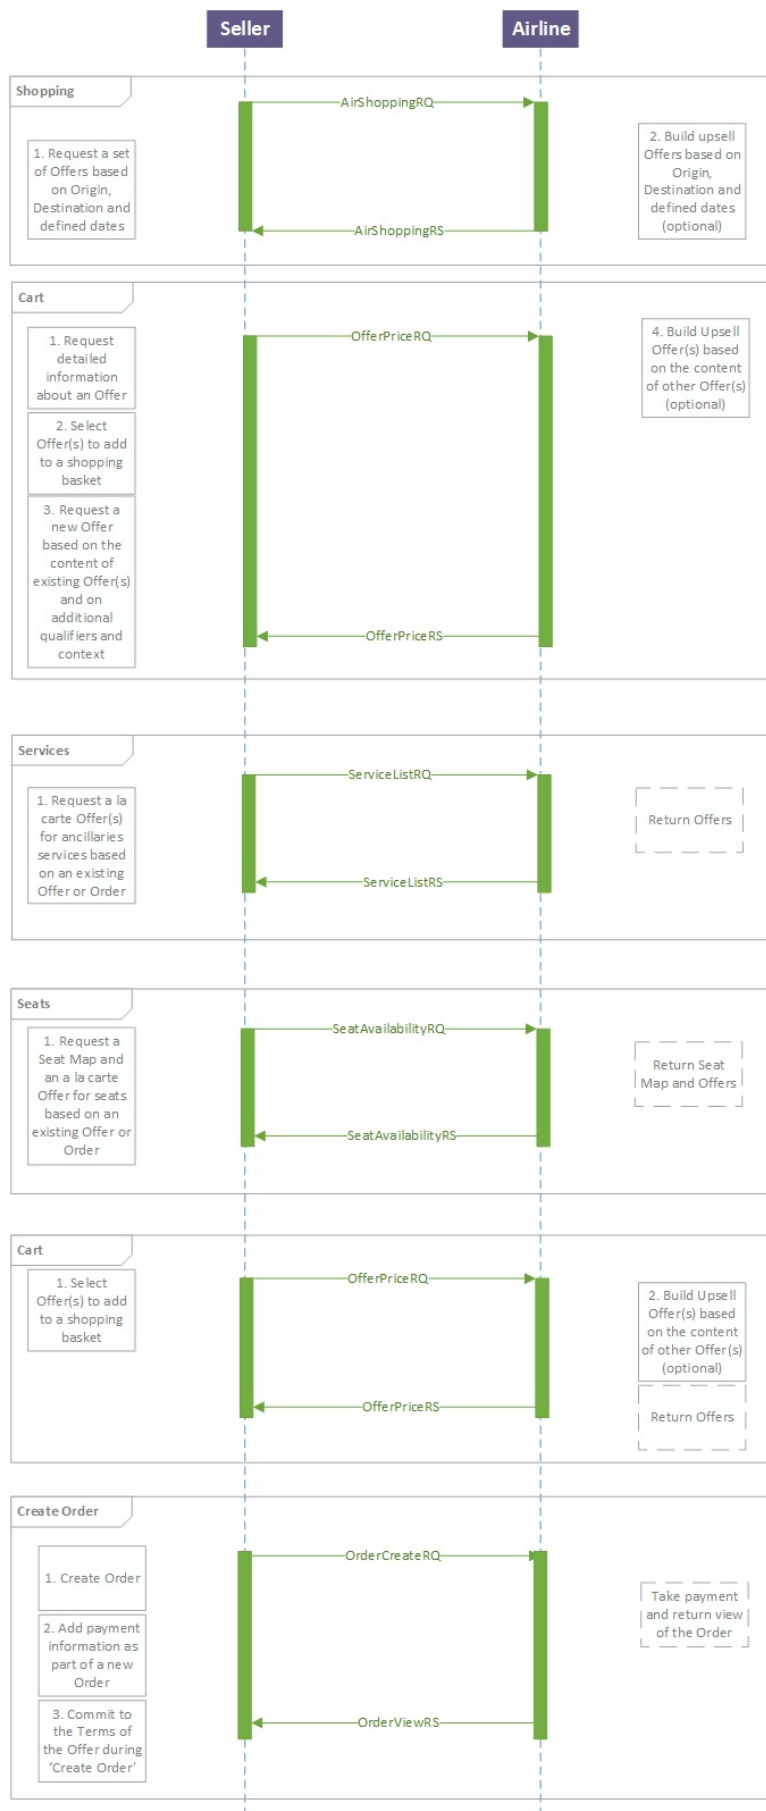 Seller
Airline
Shopping
AirShoppingRQ
1. Request a set
of Offers based
on Origin,
Destination and
defined dates
2. Build upsell
Offers based on
Origin,
Destination and
defined dates
(optional)
AirShoppingRS
Cart
OfferPriceRQ
1. Request
detailed
information
about an Offer
2. Select
Offer(s) to add
to a shopping
basket
3. Request a
new Offer
based on the
content of
existing Offer(s)
and on
additional
qualifiers and
context
4. Build Upsell
Offer(s) based
on the content
of other Offer(s)
(optional)
OfferPriceRS
Services
ServiceListRQ
1. Request a la
carte Offer(s)
for ancillaries
services based
on an existing
Offer or Order
Return Offers
ServiceListRS
Seats
SeatAvailabilityRQ
1. Request a
Seat Map and
an a la carte
Offer for seats
based on an
existing Offer or
Order
Return Seat
Map and Offers
SeatAvailabilityRS
Cart
OfferPriceRQ
1. Select
Offer(s) to add
to a shopping
basket
2. Build Upsell
Offer(s) based
on the content
of other Offer(s)
(optional)
OfferPriceRS
Return Offers
Create Order
OrderCreateRQ
1. Create Order
2. Add payment
information as
part of a new
Order
3. Commit to
the Terms of
the Offer during
‘Create Order’
Take payment
and return view
of the Order
OrderViewRS